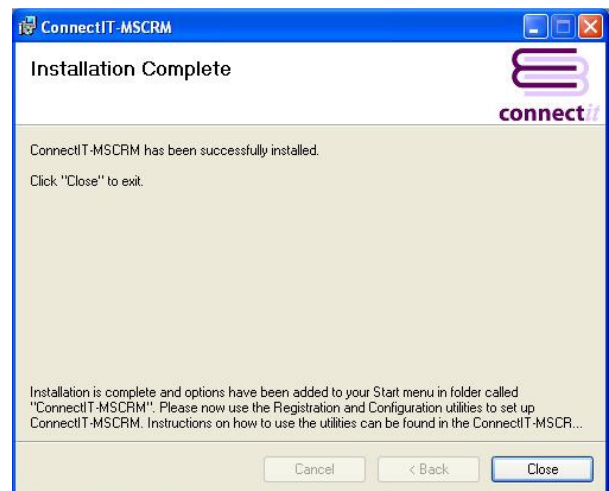 ConnectIT-MSCRM
Installation Complete
connectit
ConnectIT-MSCRM has been successfully installed.
Click "Close" to exit.
Installation is complete and options have been added to your Start menu in folder called
"ConnectIT-MSCRM". Please now use the Registration and Configuration utilities to set up
ConnectIT-MSCRM. Instructions on how to use the utilities can be found in the ConnectIT-MSCR...
Cancel < Back Close